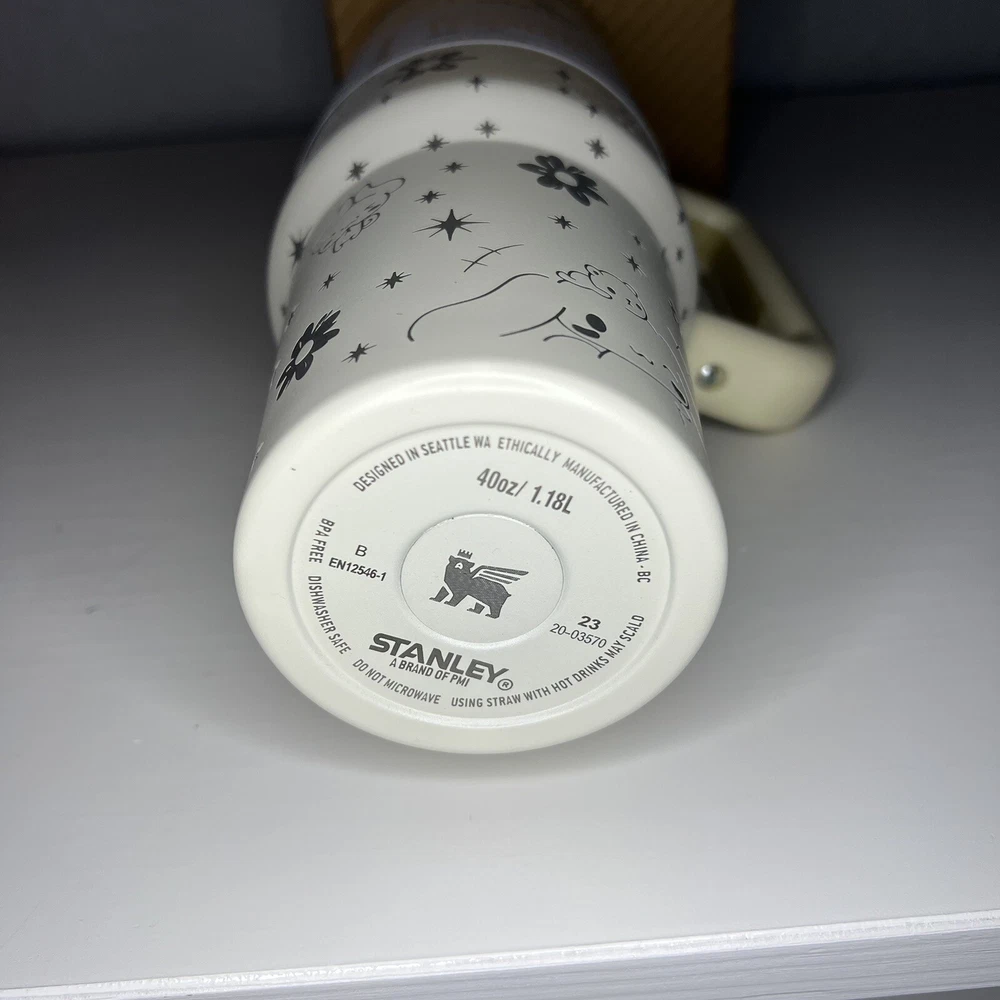 DESIGNED IN SEATTLE WA ETHICALLY MANUFACTURED IN CHINA · BC
40oz/ 1.18L
BPA FREE DISHWASHER SAFE DO NOT MICROWAVE USING STRAW WITH HOT DRINKS MAY SCALD
B
EN12546-1
23
20-03570
STANLEY®
A BRAND OF PMI